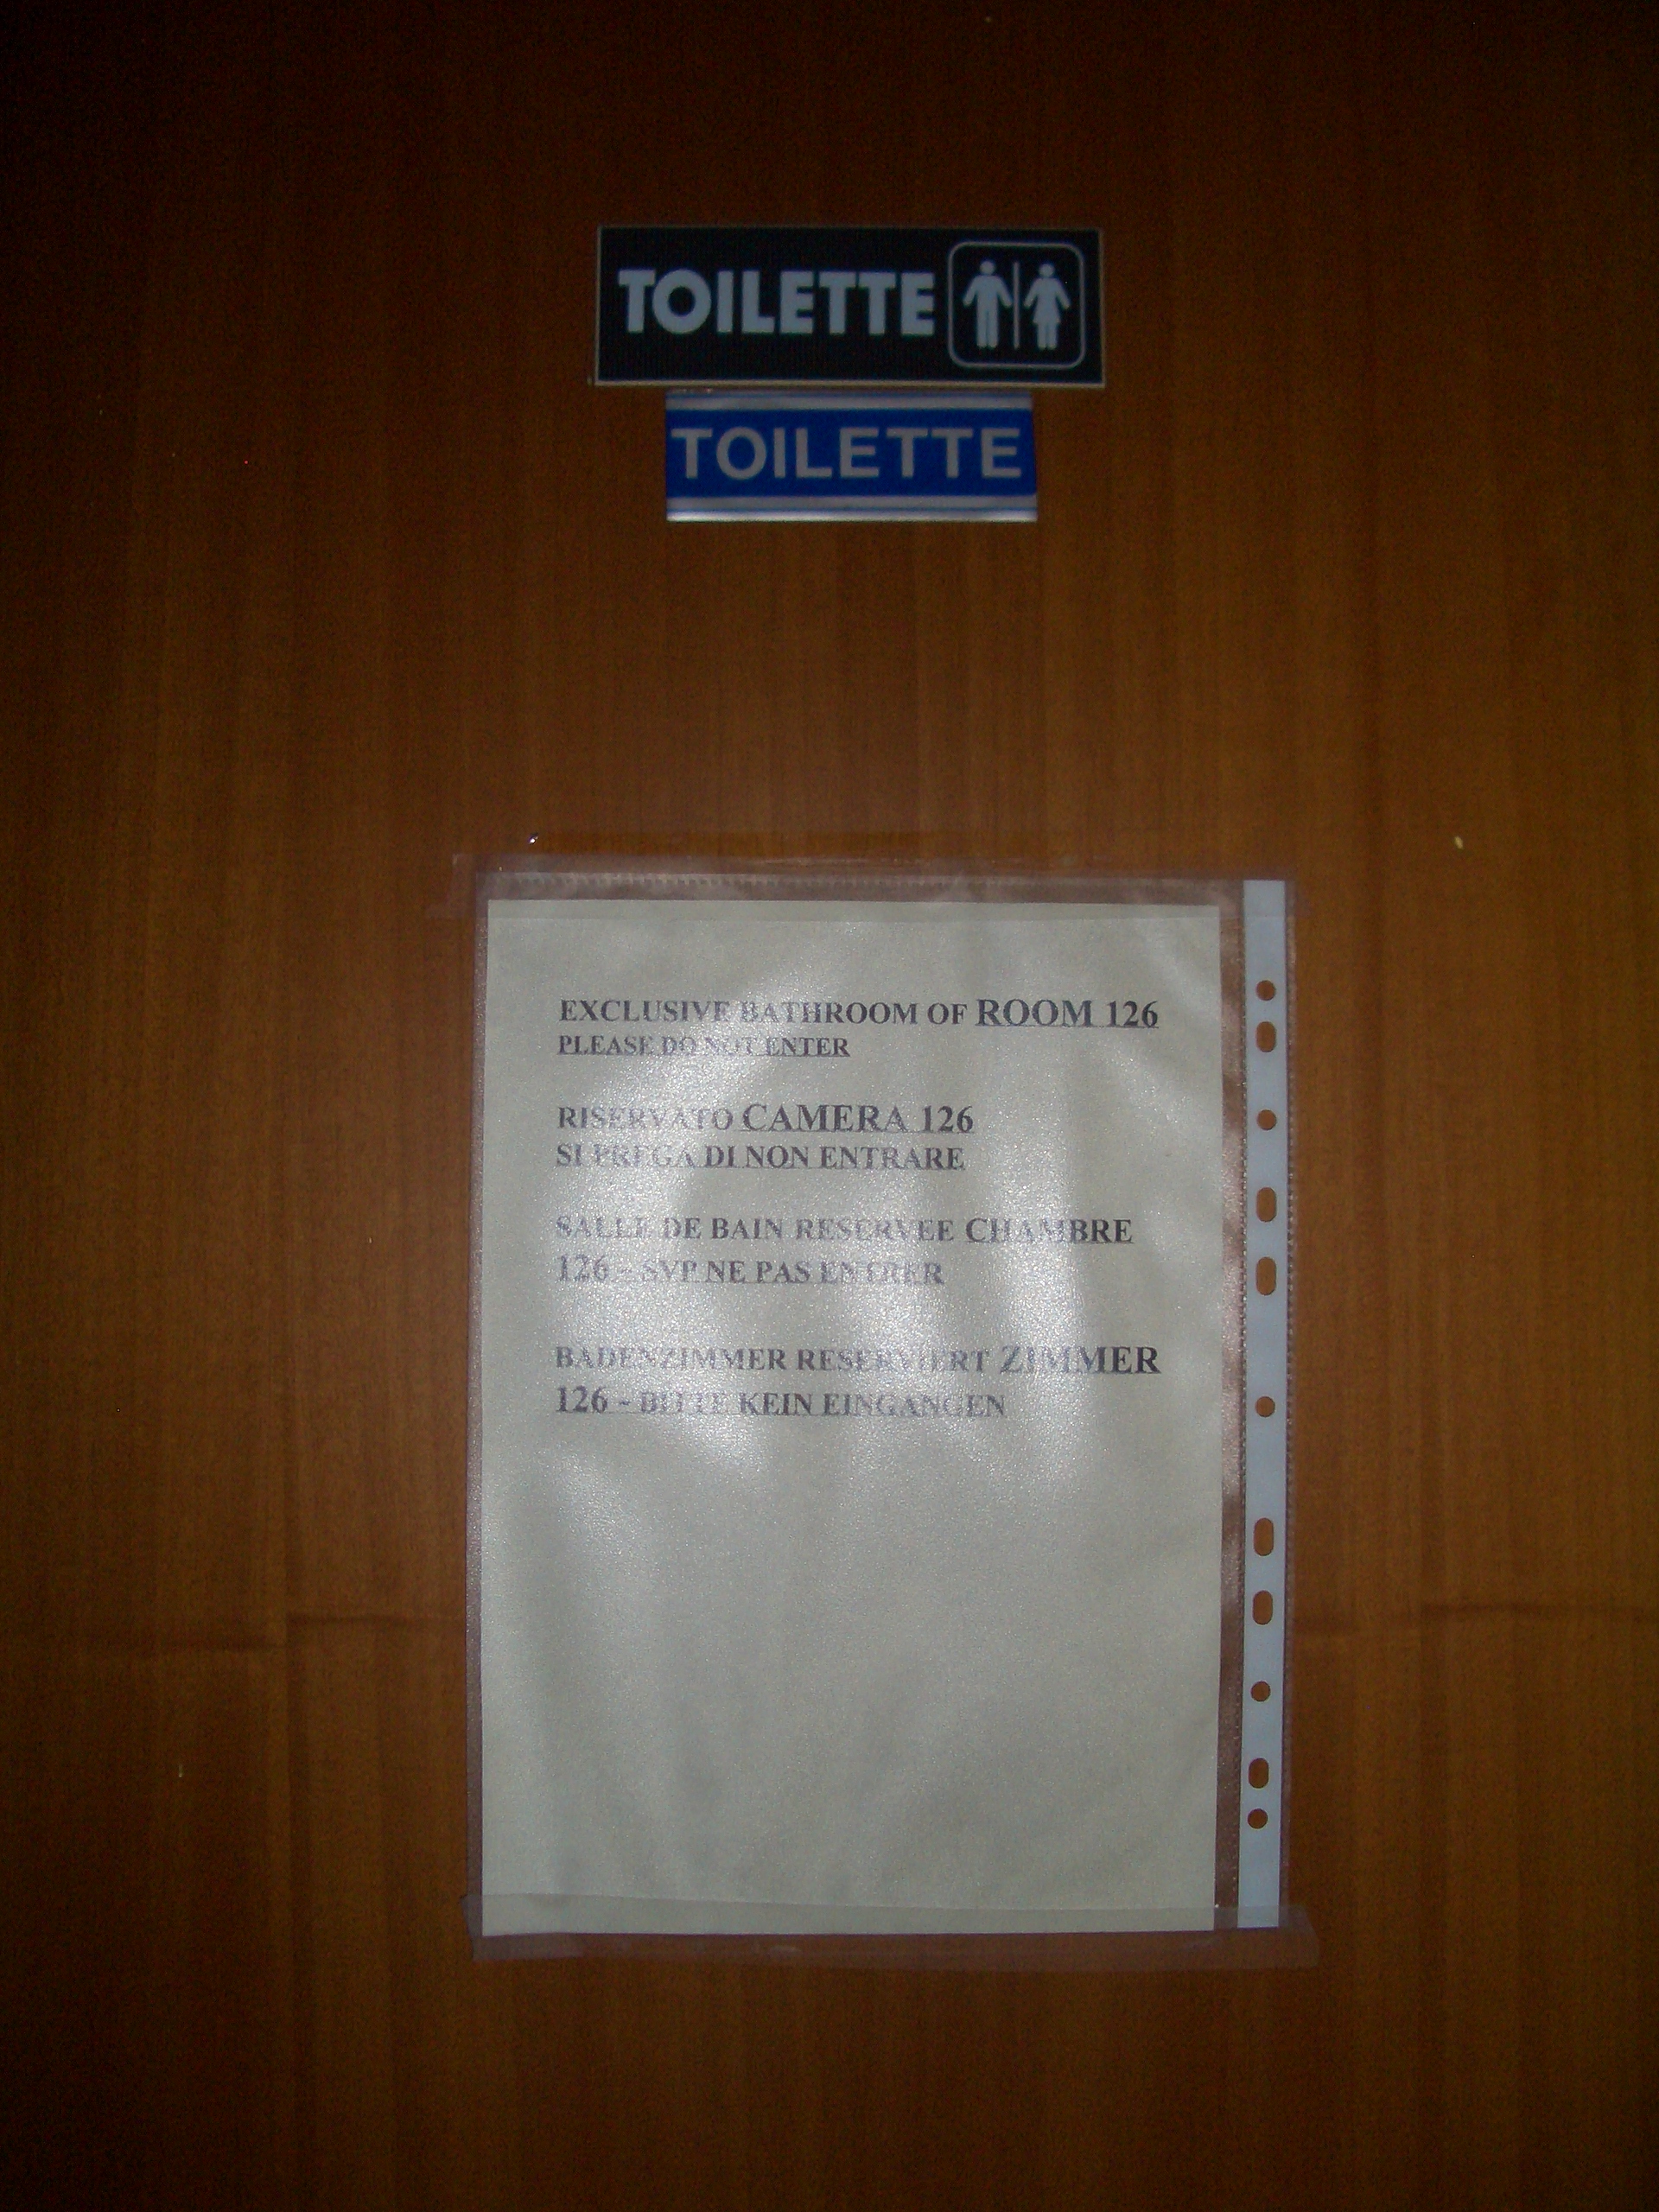 TOILETTE
TOILETTE
EXCLUSIVE BATHROOM OF ROOM 126
PLEASE DO NOT ENTER
RISERVATO CAMERA 126
SI PREGA DI NON ENTRARE
SALLE DE BAIN RESERVEE CHAMBRE
126 - SVP NE PAS ENTRER
BADENZIMMER RESERVIERT ZIMMER
126 - BITTE KEIN EINGANGEN